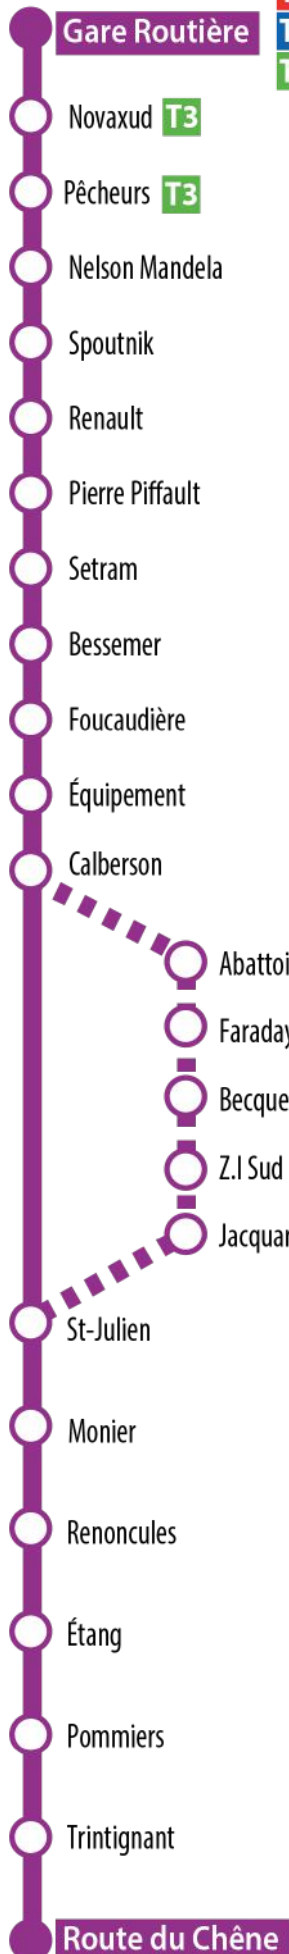 Gare Routière
Novaxud T3
Pêcheurs T3
Nelson Mandela
Spoutnik
Renault
Pierre Piffault
Setram
Bessemer
Foucaudière
Équipement
Calberson
Z.I Sud
St-Julien
Monier
Renoncules
Étang
Pommiers
Trintignant
Route du Chêne